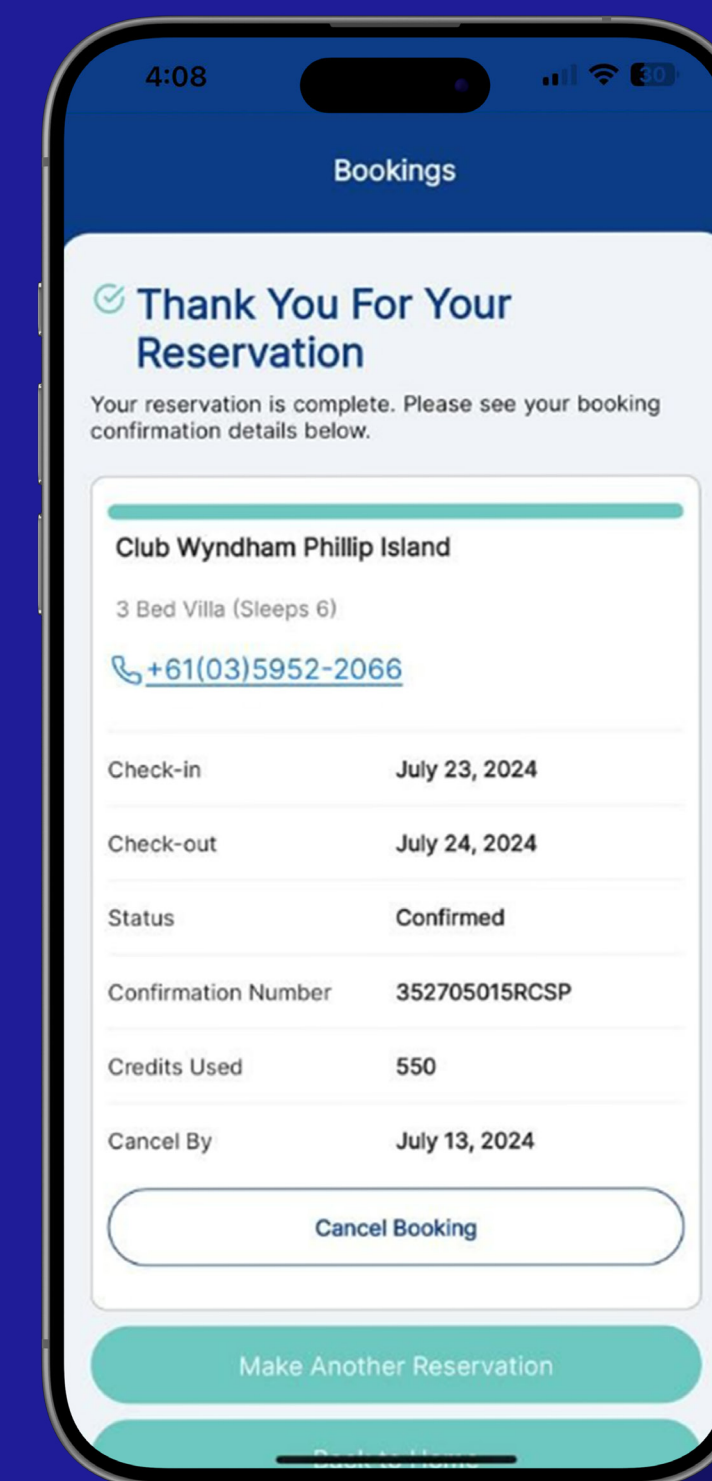 4:08
30
Bookings
Thank You For Your
Reservation
Your reservation is complete. Please see your booking
confirmation details below.
Club Wyndham Phillip Island
3 Bed Villa (Sleeps 6)
+61(03)5952-2066
Check-in July 23, 2024
Check-out July 24, 2024
Status Confirmed
Confirmation Number 352705015RCSP
Credits Used 550
Cancel By July 13, 2024
Cancel Booking
Make Another Reservation
Back to Home